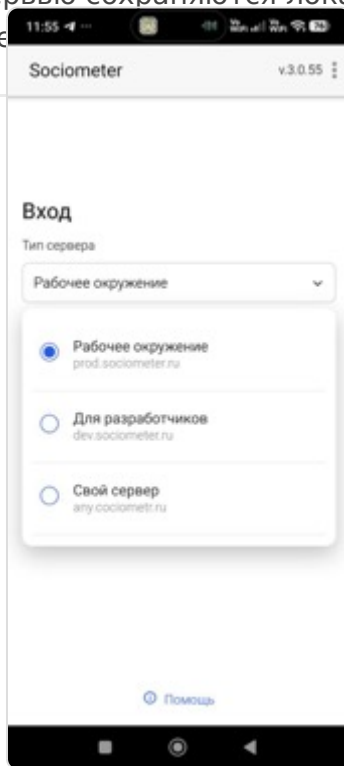 11:55
76
Sociometer
v.3.0.55
Вход
Тип сервера
Рабочее окружение
Рабочее окружение
prod.sociometer.ru
Для разработчиков
dev.sociometer.ru
Свой сервер
any.cociometr.ru
Помощь